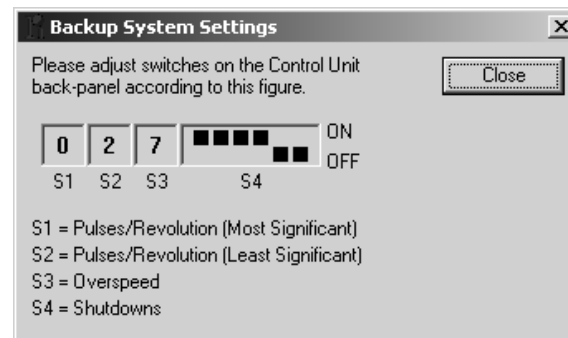 Backup System Settings
Please adjust switches on the Control Unit
back-panel according to this figure.
Close
0 2 7
ON
OFF
S1 S2 S3 S4
S1 = Pulses/Revolution (Most Significant)
S2 = Pulses/Revolution (Least Significant)
S3 = Overspeed
S4 = Shutdowns